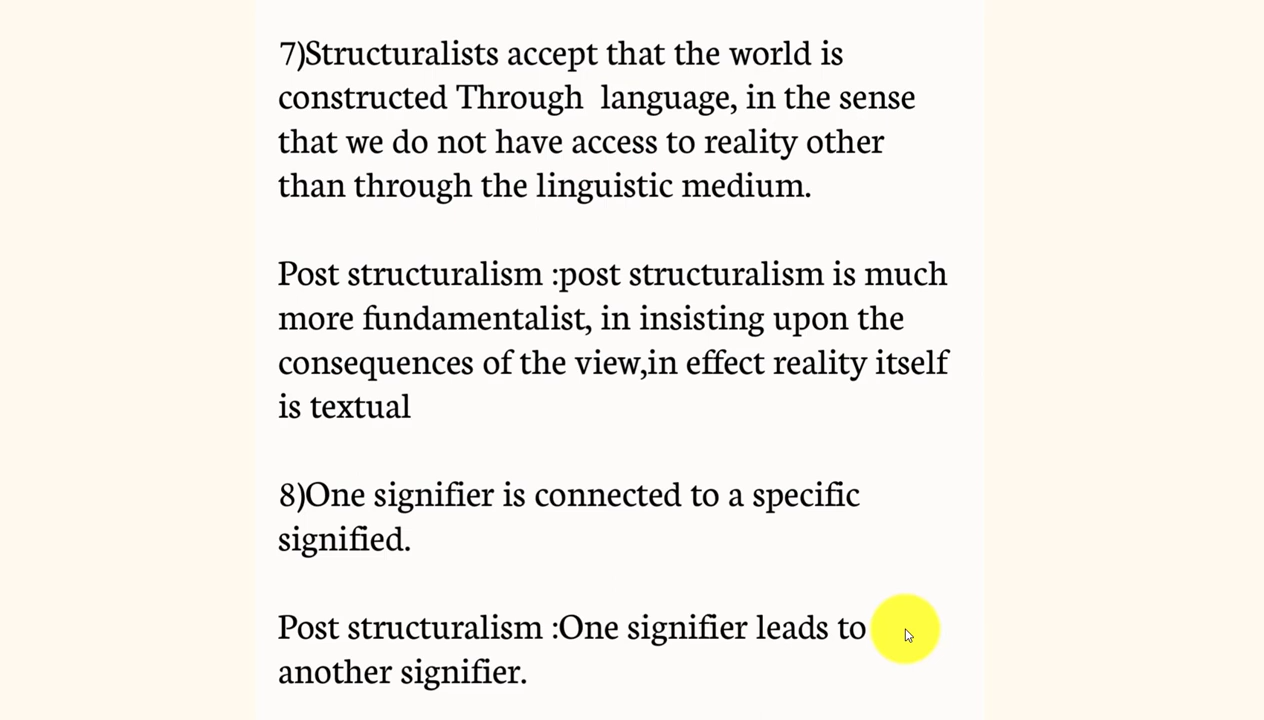 7)Structuralists accept that the world is
constructed Through  language, in the sense
that we do not have access to reality other
than through the linguistic medium.
Post structuralism :post structuralism is much
more fundamentalist, in insisting upon the
consequences of the view,in effect reality itself
is textual
8)One signifier is connected to a specific
signified.
Post structuralism :One signifier leads to
another signifier.